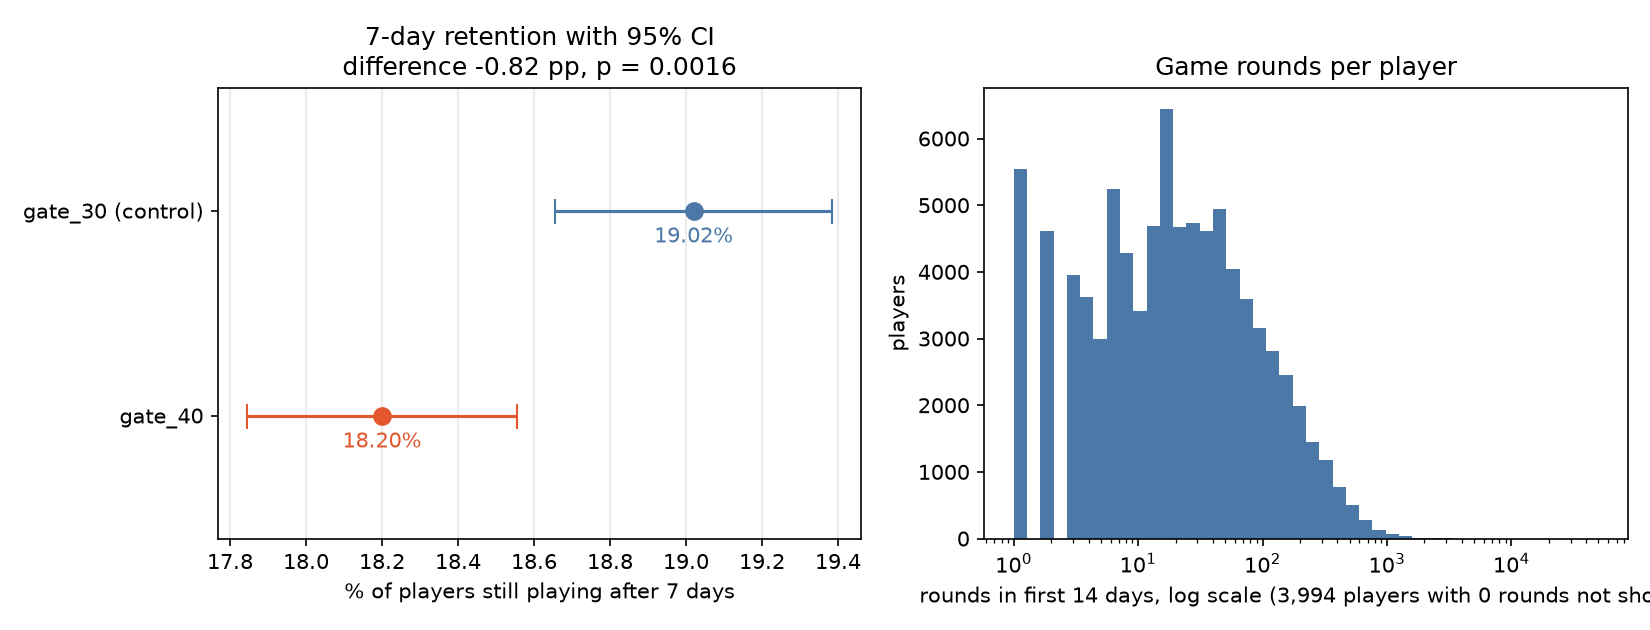 7-day retention with 95% CI
difference -0.82 pp, p = 0.0016
gate_30 (control)
19.02%
gate_40
18.20%
17.8 18.0 18.2 18.4 18.6 18.8 19.0 19.2 19.4
% of players still playing after 7 days
Game rounds per player
players
6000
5000
4000
3000
2000
1000
0
10⁰ 10¹ 10² 10³ 10⁴
rounds in first 14 days, log scale (3,994 players with 0 rounds not sho